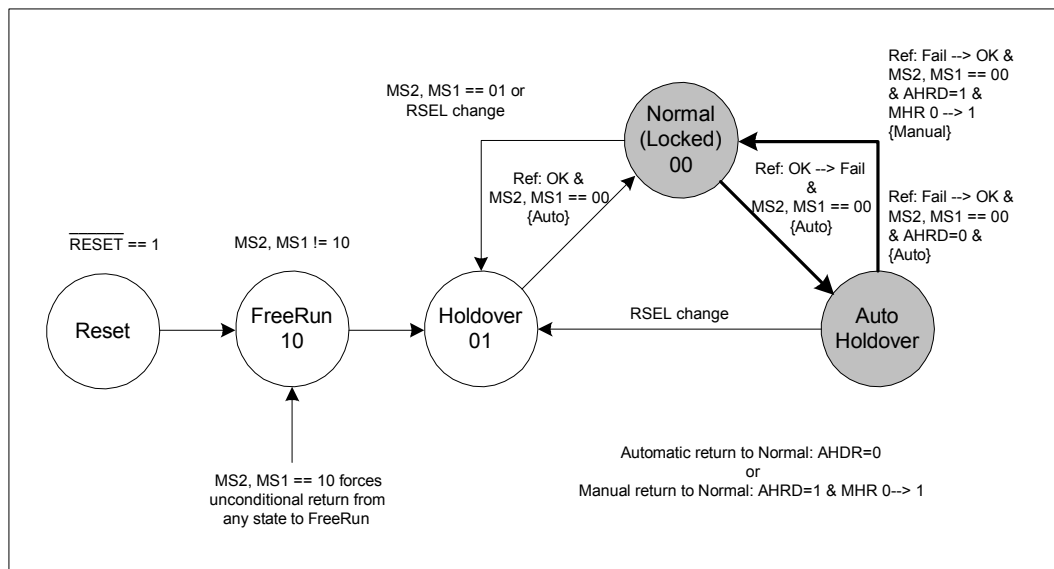 Ref: Fail --> OK &
MS2, MS1 == 00
& AHRD=1 &
MHR 0 --> 1
{Manual}
MS2, MS1 == 01 or
RSEL change
Normal
(Locked)
00
Ref: OK &
MS2, MS1 == 00
{Auto}
Ref: OK --> Fail
&
MS2, MS1 == 00
{Auto}
Ref: Fail --> OK &
MS2, MS1 == 00
& AHRD=0 &
{Auto}
RESET == 1
MS2, MS1 != 10
Reset
FreeRun
10
Holdover
01
RSEL change
Auto
Holdover
MS2, MS1 == 10 forces
unconditional return from
any state to FreeRun
Automatic return to Normal: AHDR=0
or
Manual return to Normal: AHRD=1 & MHR 0--> 1